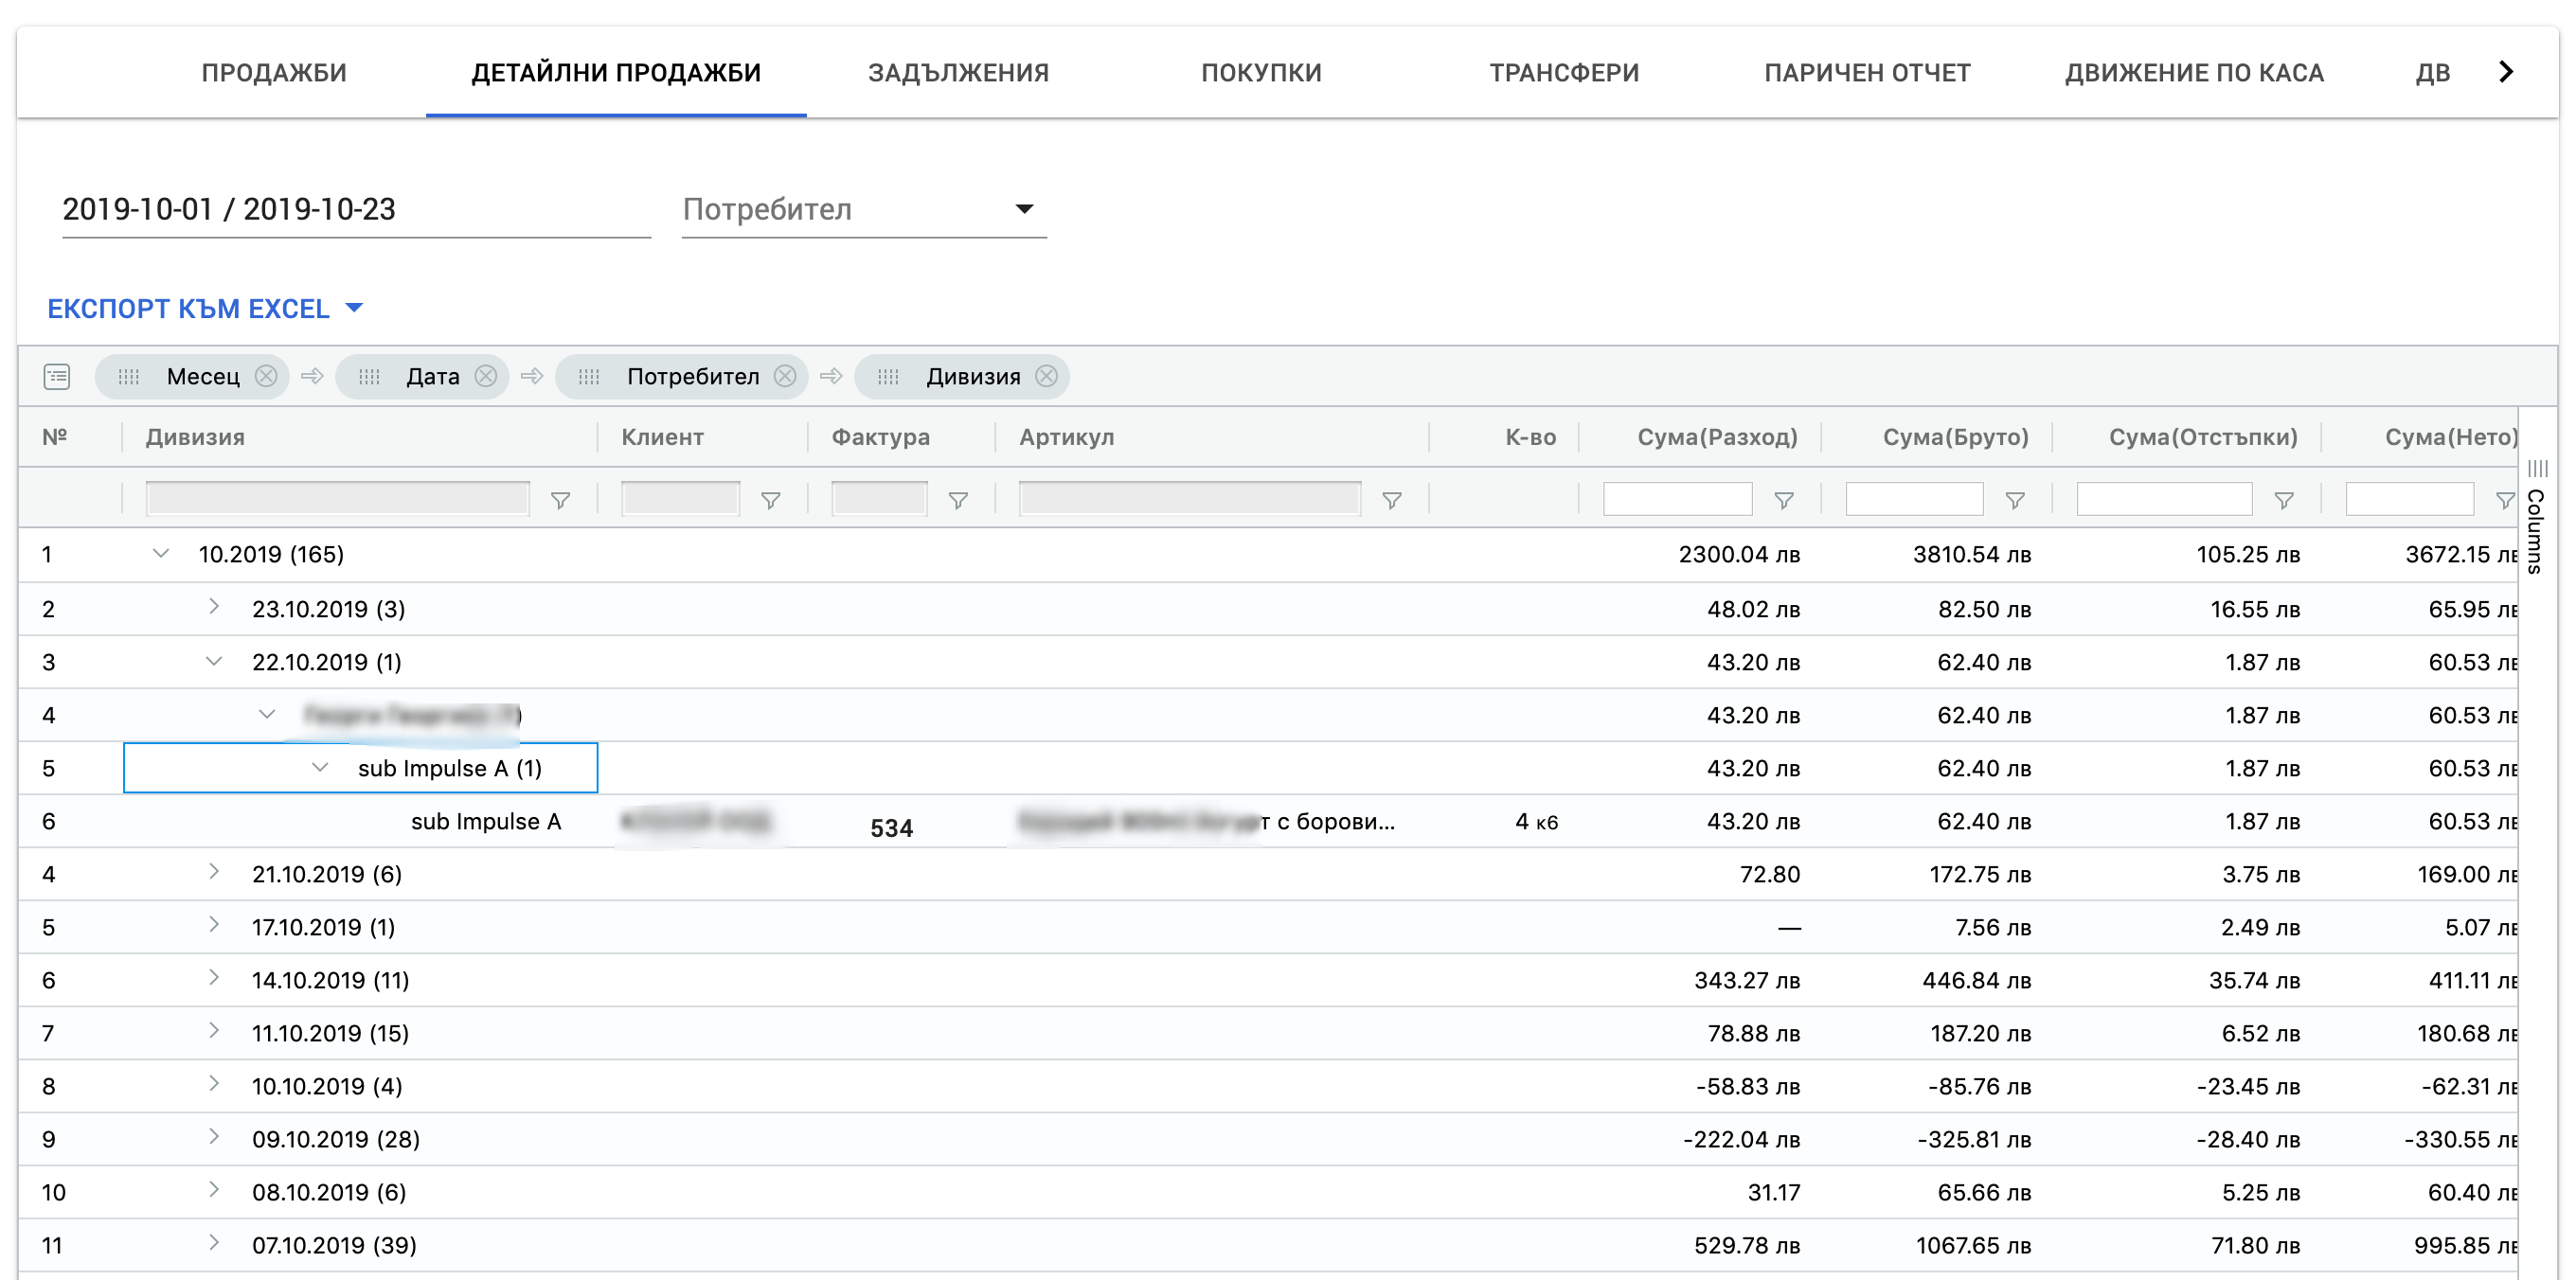 ПРОДАЖБИ ДЕТАЙЛНИ ПРОДАЖБИ ЗАДЪЛЖЕНИЯ ПОКУПКИ ТРАНСФЕРИ ПАРИЧЕН ОТЧЕТ ДВИЖЕНИЕ ПО КАСА ДВ
2019-10-01 / 2019-10-23 Потребител
ЕКСПОРТ КЪМ EXCEL
Месец Дата Потребител Дивизия
№ Дивизия Клиент Фактура Артикул К-во Сума(Разход) Сума(Бруто) Сума(Отстъпки) Сума(Нето)
Columns
1 10.2019 (165) 2300.04 лв 3810.54 лв 105.25 лв 3672.15 лв
2 23.10.2019 (3) 48.02 лв 82.50 лв 16.55 лв 65.95 лв
3 22.10.2019 (1) 43.20 лв 62.40 лв 1.87 лв 60.53 лв
4 43.20 лв 62.40 лв 1.87 лв 60.53 лв
5 sub Impulse A (1) 43.20 лв 62.40 лв 1.87 лв 60.53 лв
6 sub Impulse A 534 с борови... 4 кб 43.20 лв 62.40 лв 1.87 лв 60.53 лв
4 21.10.2019 (6) 72.80 172.75 лв 3.75 лв 169.00 лв
5 17.10.2019 (1) — 7.56 лв 2.49 лв 5.07 лв
6 14.10.2019 (11) 343.27 лв 446.84 лв 35.74 лв 411.11 лв
7 11.10.2019 (15) 78.88 лв 187.20 лв 6.52 лв 180.68 лв
8 10.10.2019 (4) -58.83 лв -85.76 лв -23.45 лв -62.31 лв
9 09.10.2019 (28) -222.04 лв -325.81 лв -28.40 лв -330.55 лв
10 08.10.2019 (6) 31.17 65.66 лв 5.25 лв 60.40 лв
11 07.10.2019 (39) 529.78 лв 1067.65 лв 71.80 лв 995.85 лв